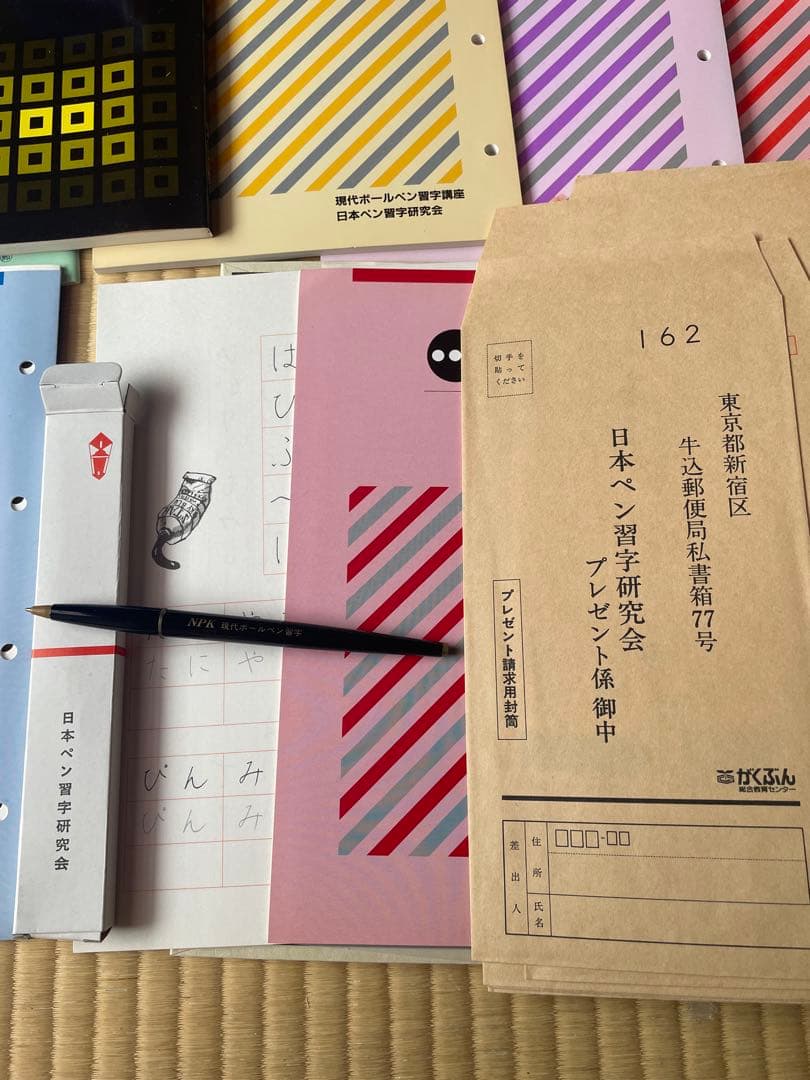 現代ボールペン習字講座
日本ペン習字研究会
162
切手を
貼って
ください
東京都新宿区
牛込郵便局私書箱77号
日本ペン習字研究会
プレゼント係 御中
プレゼント請求用封筒
がくぶん
総合教育センター
差出人
住所
氏名
は
ひ
ふ
へ
NPK 現代ボールペン習字
たにや
ぴんみ
ぴんみ
日本ペン習字研究会